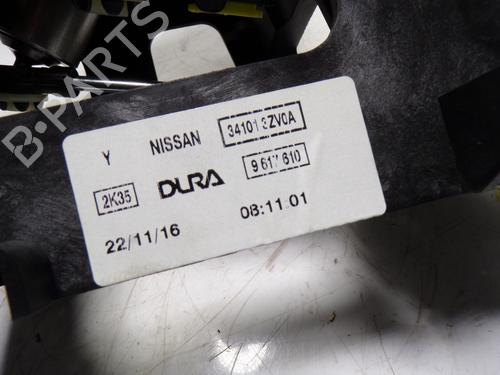 B-PARTS
Y NISSAN 34101 3ZV0A
2K35 DURA 9 617 610
22/11/16 08:11:01